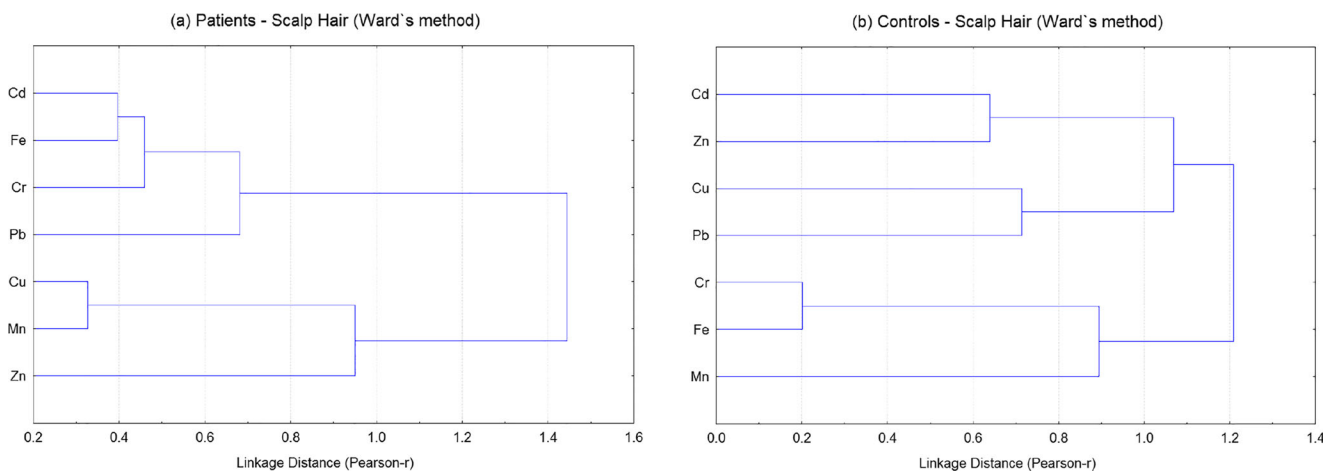 (a) Patients - Scalp Hair (Ward`s method)
Cd
Fe
Cr
Pb
Cu
Mn
Zn
0.2 0.4 0.6 0.8 1.0 1.2 1.4 1.6
Linkage Distance (Pearson-r)
(b) Controls - Scalp Hair (Ward`s method)
Cd
Zn
Cu
Pb
Cr
Fe
Mn
0.0 0.2 0.4 0.6 0.8 1.0 1.2 1.4
Linkage Distance (Pearson-r)